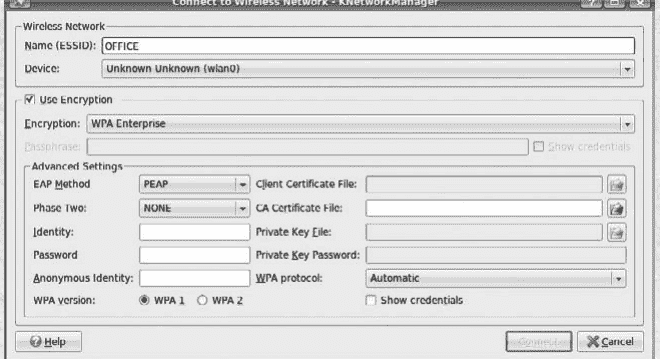 Connect to Wireless Network - KNetworkManager
Wireless Network
Name (ESSID): OFFICE
Device: Unknown Unknown (wlan0)
Use Encryption
Encryption: WPA Enterprise
Passphrase: Show credentials
Advanced Settings
EAP Method PEAP Client Certificate File:
Phase Two: NONE CA Certificate File:
Identity: Private Key File:
Password Private Key Password:
Anonymous Identity: WPA protocol: Automatic
WPA version: WPA 1 WPA 2 Show credentials
Help Connect Cancel